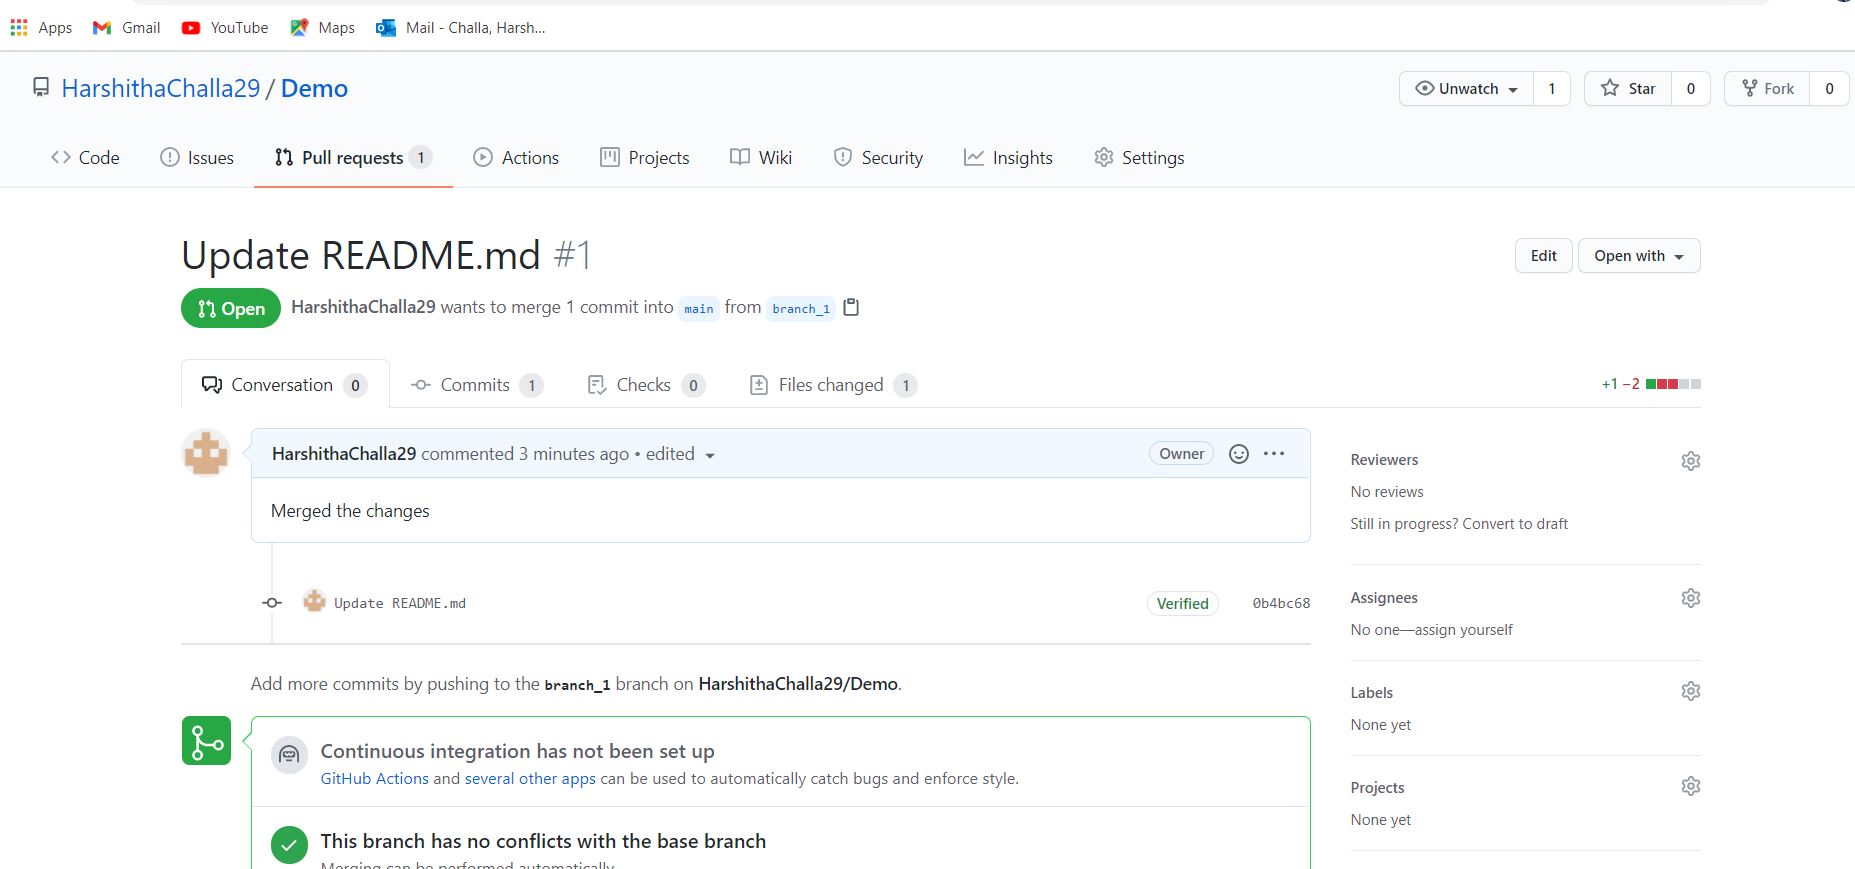 Apps Gmail YouTube Maps Mail - Challa, Harsh...
HarshithaChalla29 / Demo
Unwatch 1 Star 0 Fork 0
Code Issues Pull requests 1 Actions Projects Wiki Security Insights Settings
Update README.md #1
Edit Open with
Open HarshithaChalla29 wants to merge 1 commit into main from branch_1
Conversation 0 Commits 1 Checks 0 Files changed 1
+1 −2
HarshithaChalla29 commented 3 minutes ago • edited
Owner
Merged the changes
Update README.md
Verified 0b4bc68
Add more commits by pushing to the branch_1 branch on HarshithaChalla29/Demo.
Continuous integration has not been set up
GitHub Actions and several other apps can be used to automatically catch bugs and enforce style.
This branch has no conflicts with the base branch
Merging can be performed automatically.
Reviewers
No reviews
Still in progress? Convert to draft
Assignees
No one—assign yourself
Labels
None yet
Projects
None yet